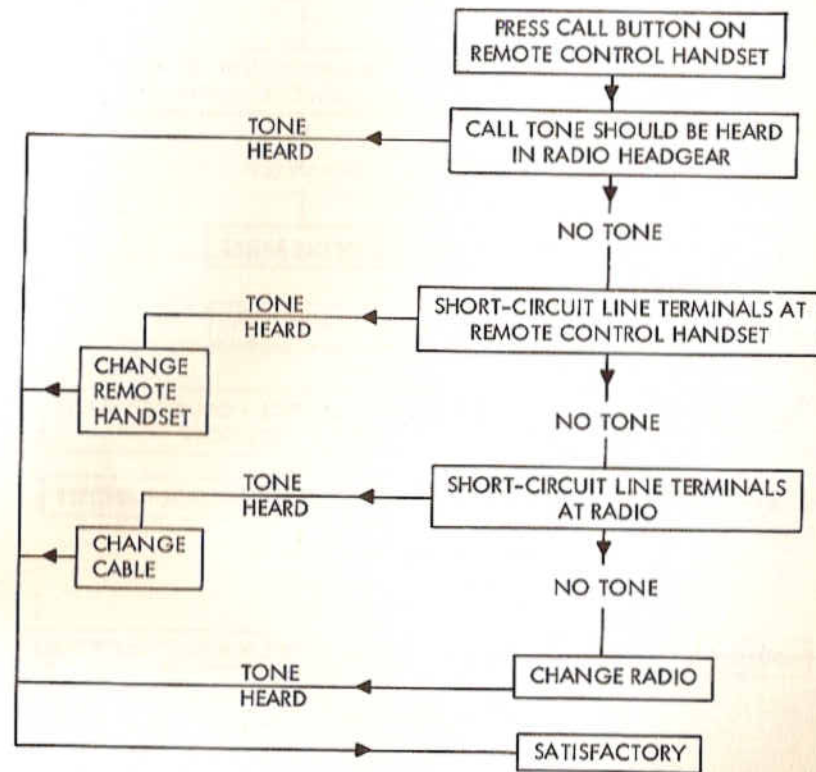 PRESS CALL BUTTON ON
REMOTE CONTROL HANDSET
CALL TONE SHOULD BE HEARD
IN RADIO HEADGEAR
TONE
HEARD
NO TONE
SHORT-CIRCUIT LINE TERMINALS AT
REMOTE CONTROL HANDSET
TONE
HEARD
CHANGE
REMOTE
HANDSET
NO TONE
SHORT-CIRCUIT LINE TERMINALS
AT RADIO
TONE
HEARD
CHANGE
CABLE
NO TONE
CHANGE RADIO
TONE
HEARD
SATISFACTORY